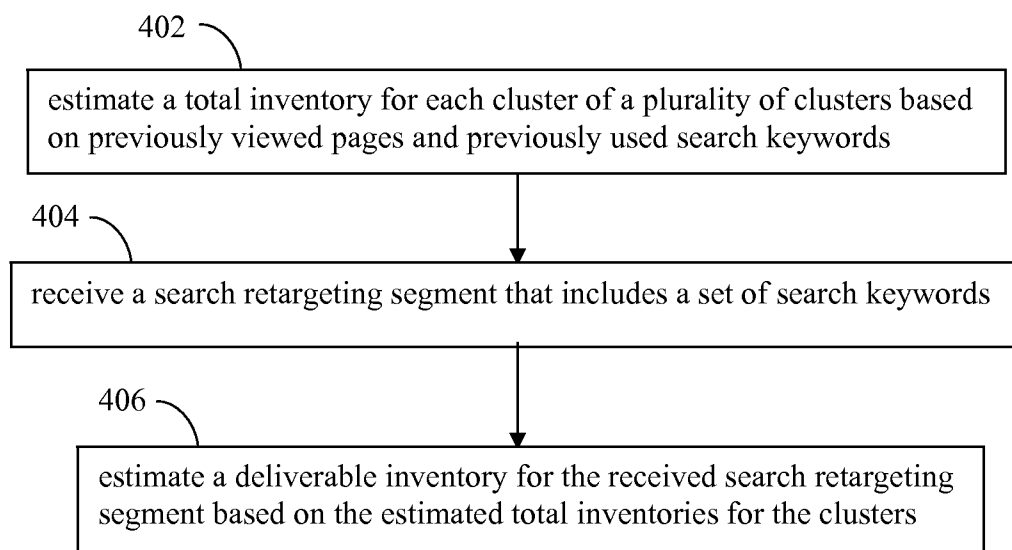 402
estimate a total inventory for each cluster of a plurality of clusters based
on previously viewed pages and previously used search keywords
404
receive a search retargeting segment that includes a set of search keywords
406
estimate a deliverable inventory for the received search retargeting
segment based on the estimated total inventories for the clusters